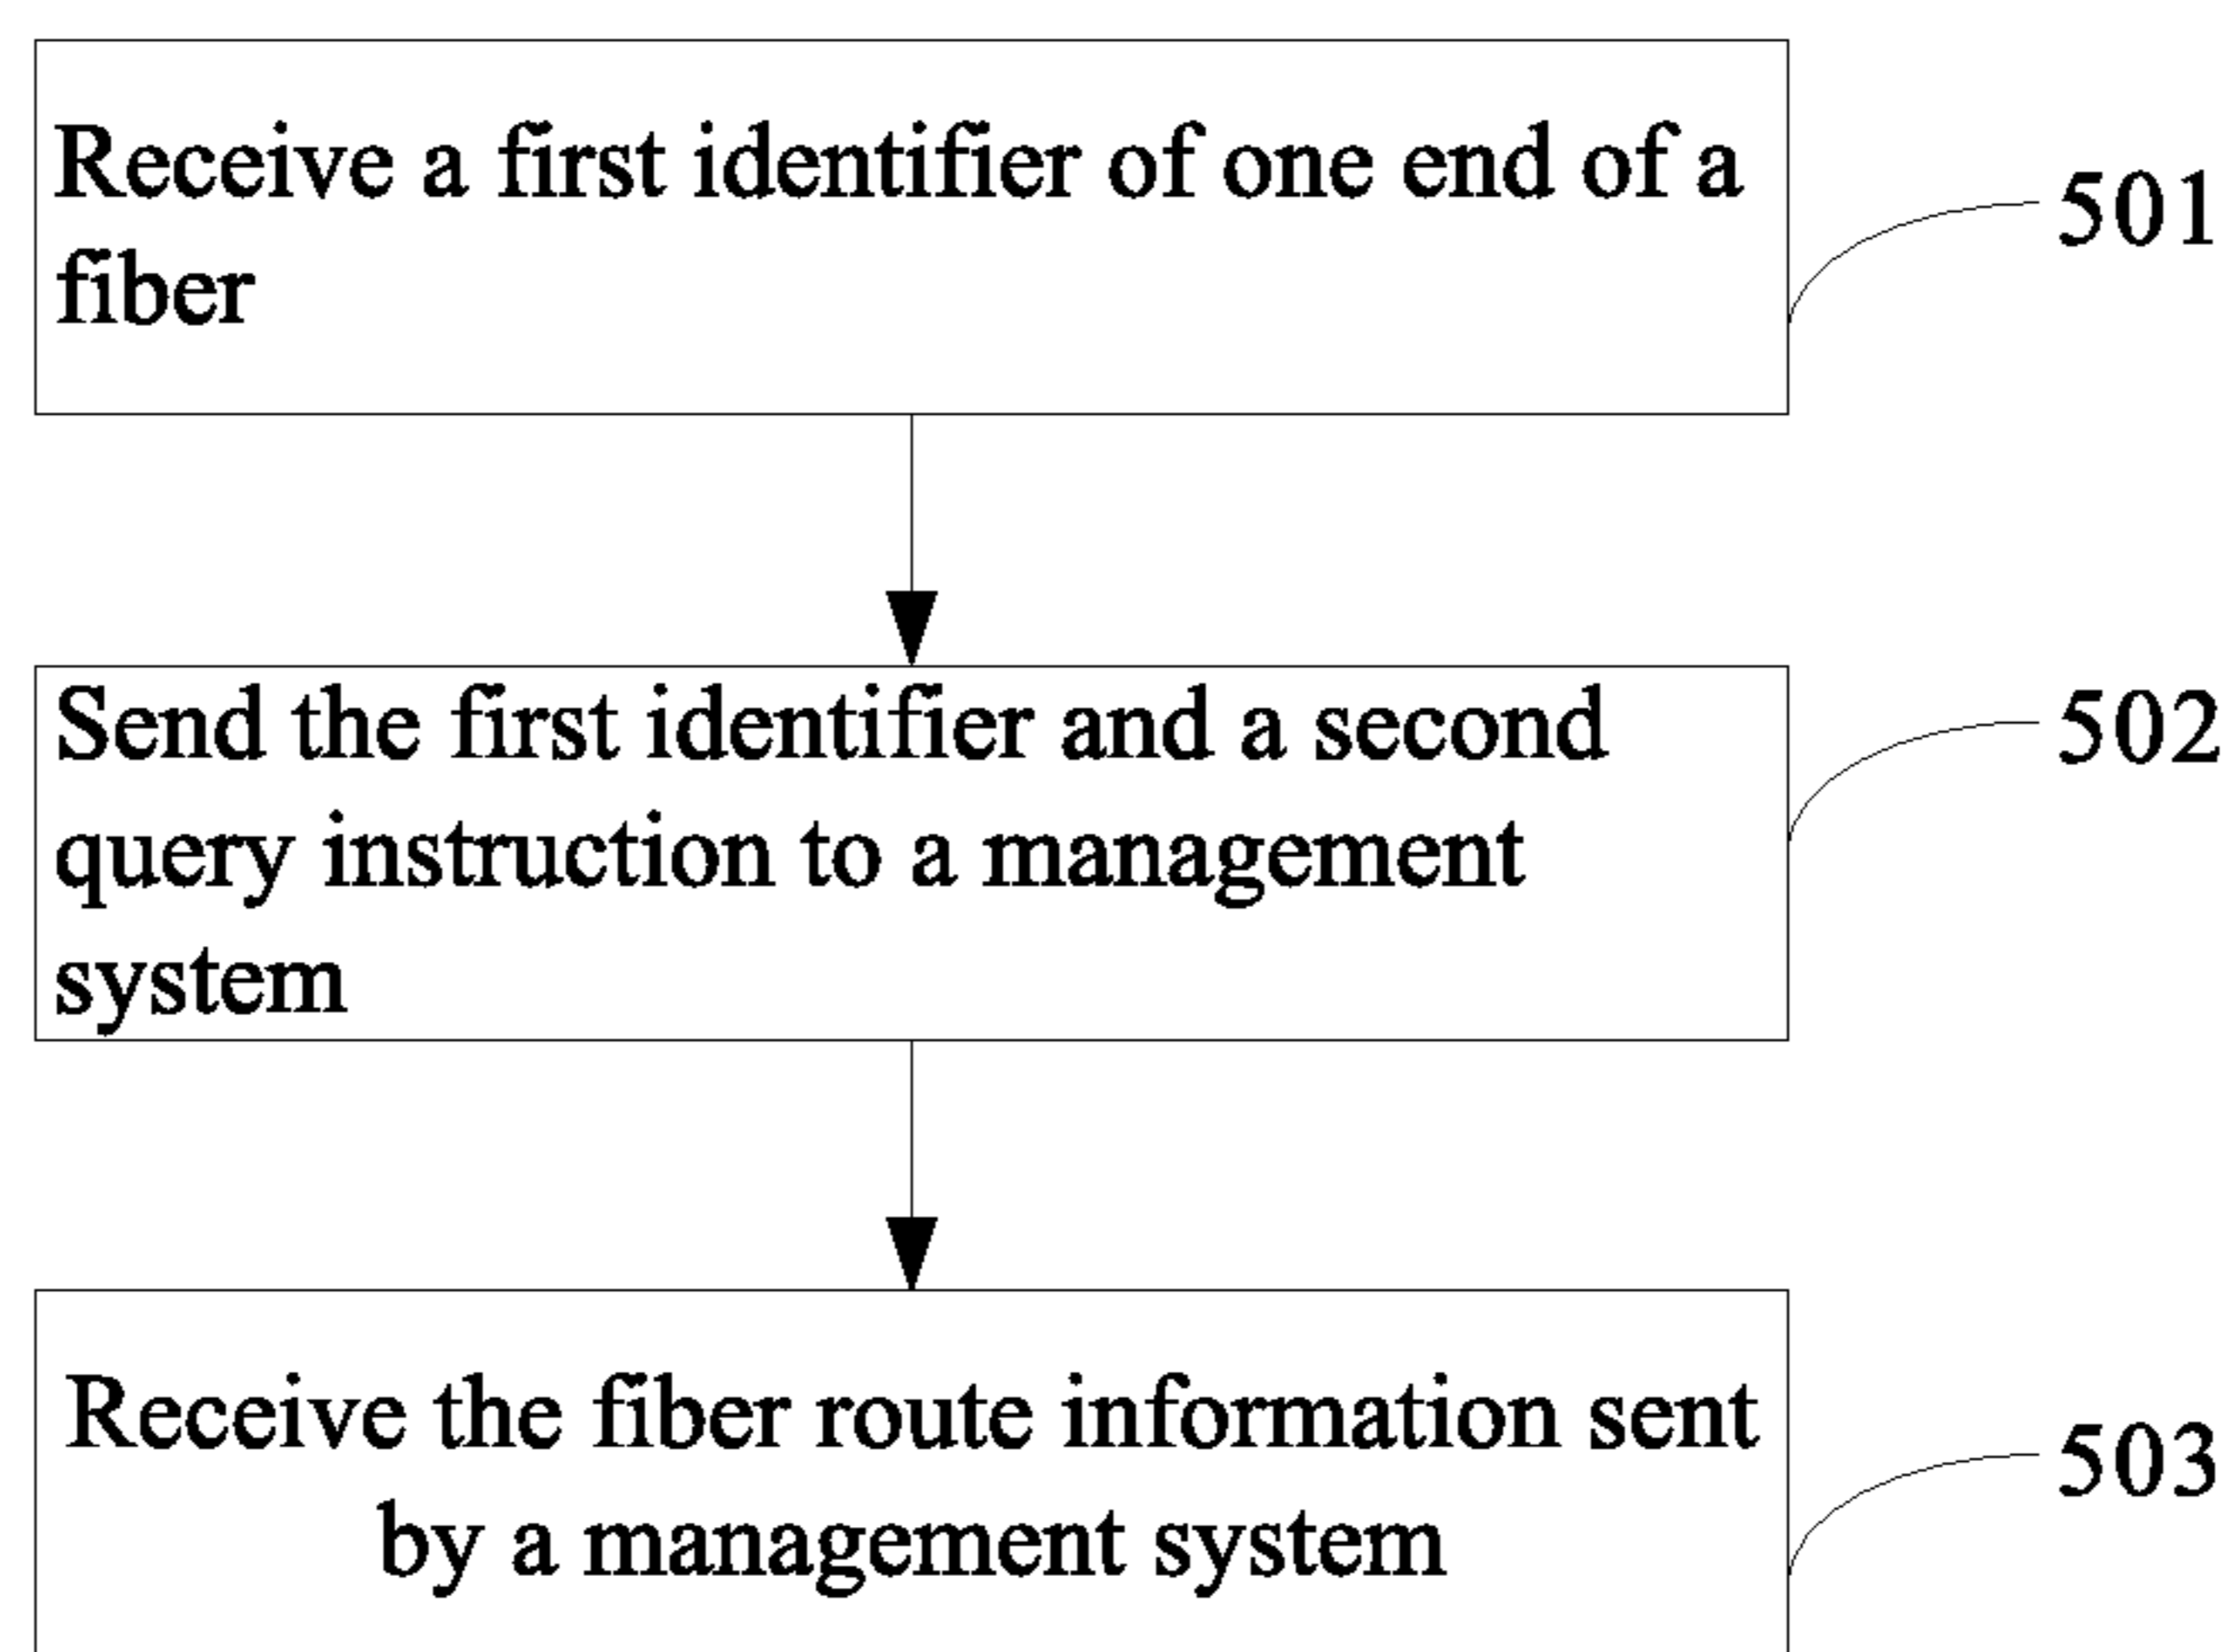 Receive a first identifier of one end of a
fiber
501
Send the first identifier and a second
query instruction to a management
system
502
Receive the fiber route information sent
by a management system
503